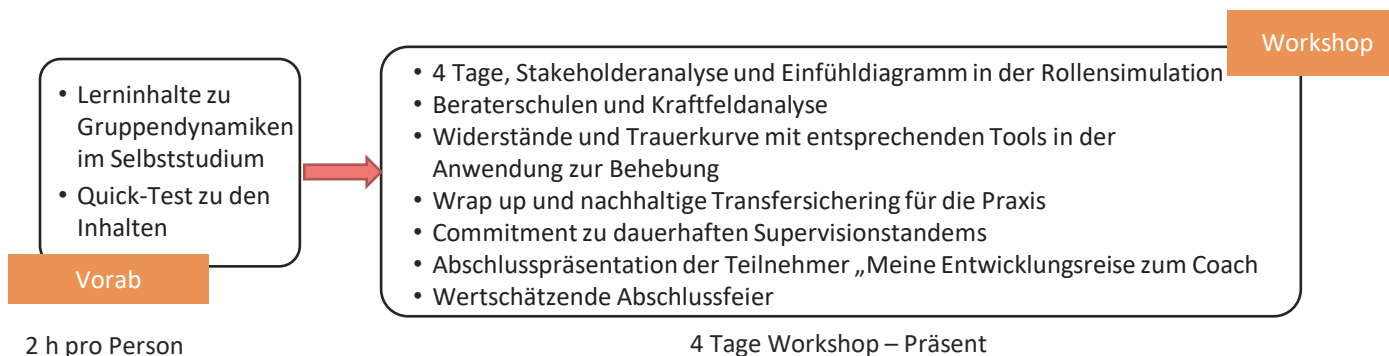 • Lerninhalte zu
Gruppendynamiken
im Selbststudium
• Quick-Test zu den
Inhalten
Vorab
2 h pro Person
Workshop
• 4 Tage, Stakeholderanalyse und Einfühldiagramm in der Rollensimulation
• Beraterschulen und Kraftfeldanalyse
• Widerstände und Trauerkurve mit entsprechenden Tools in der
Anwendung zur Behebung
• Wrap up und nachhaltige Transfersichering für die Praxis
• Commitment zu dauerhaften Supervisionstandems
• Abschlusspräsentation der Teilnehmer „Meine Entwicklungsreise zum Coach
• Wertschätzende Abschlussfeier
4 Tage Workshop – Präsent